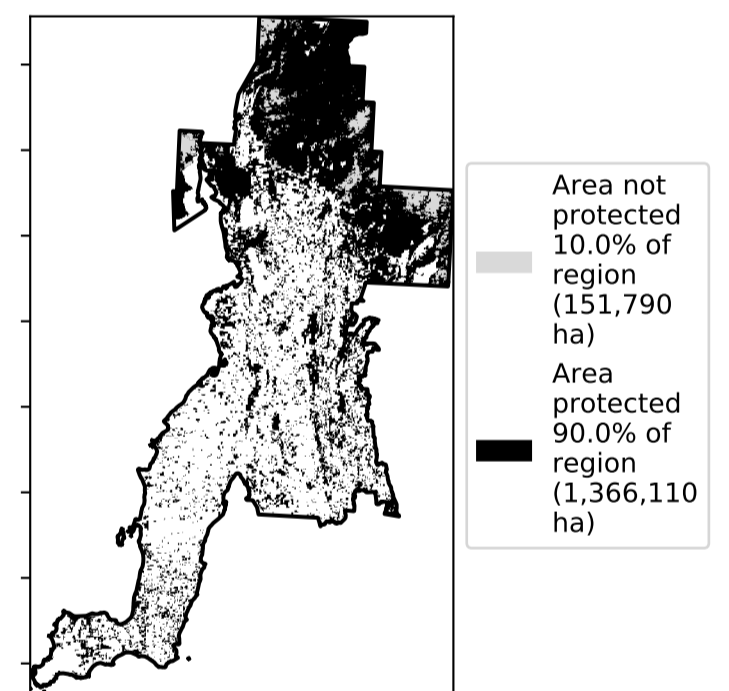 Area not
protected
10.0% of
region
(151,790
ha)
Area
protected
90.0% of
region
(1,366,110
ha)